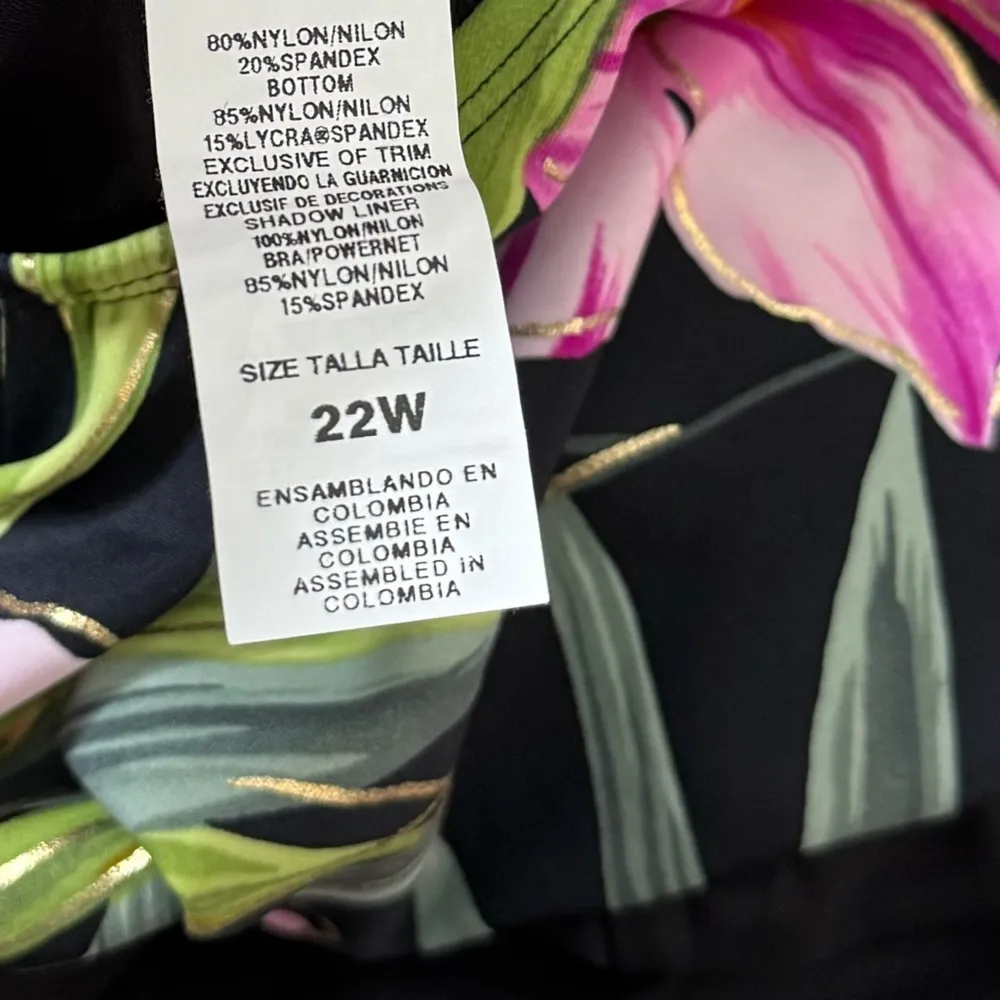 80%NYLON/NILON
20%SPANDEX
BOTTOM
85%NYLON/NILON
15%LYCRA®SPANDEX
EXCLUSIVE OF TRIM
EXCLUYENDO LA GUARNICION
EXCLUSIF DE DECORATIONS
SHADOW LINER
100%NYLON/NILON
BRA/POWERNET
85%NYLON/NILON
15%SPANDEX
SIZE TALLA TAILLE
22W
ENSAMBLANDO EN
COLOMBIA
ASSEMBIE EN
COLOMBIA
ASSEMBLED IN
COLOMBIA